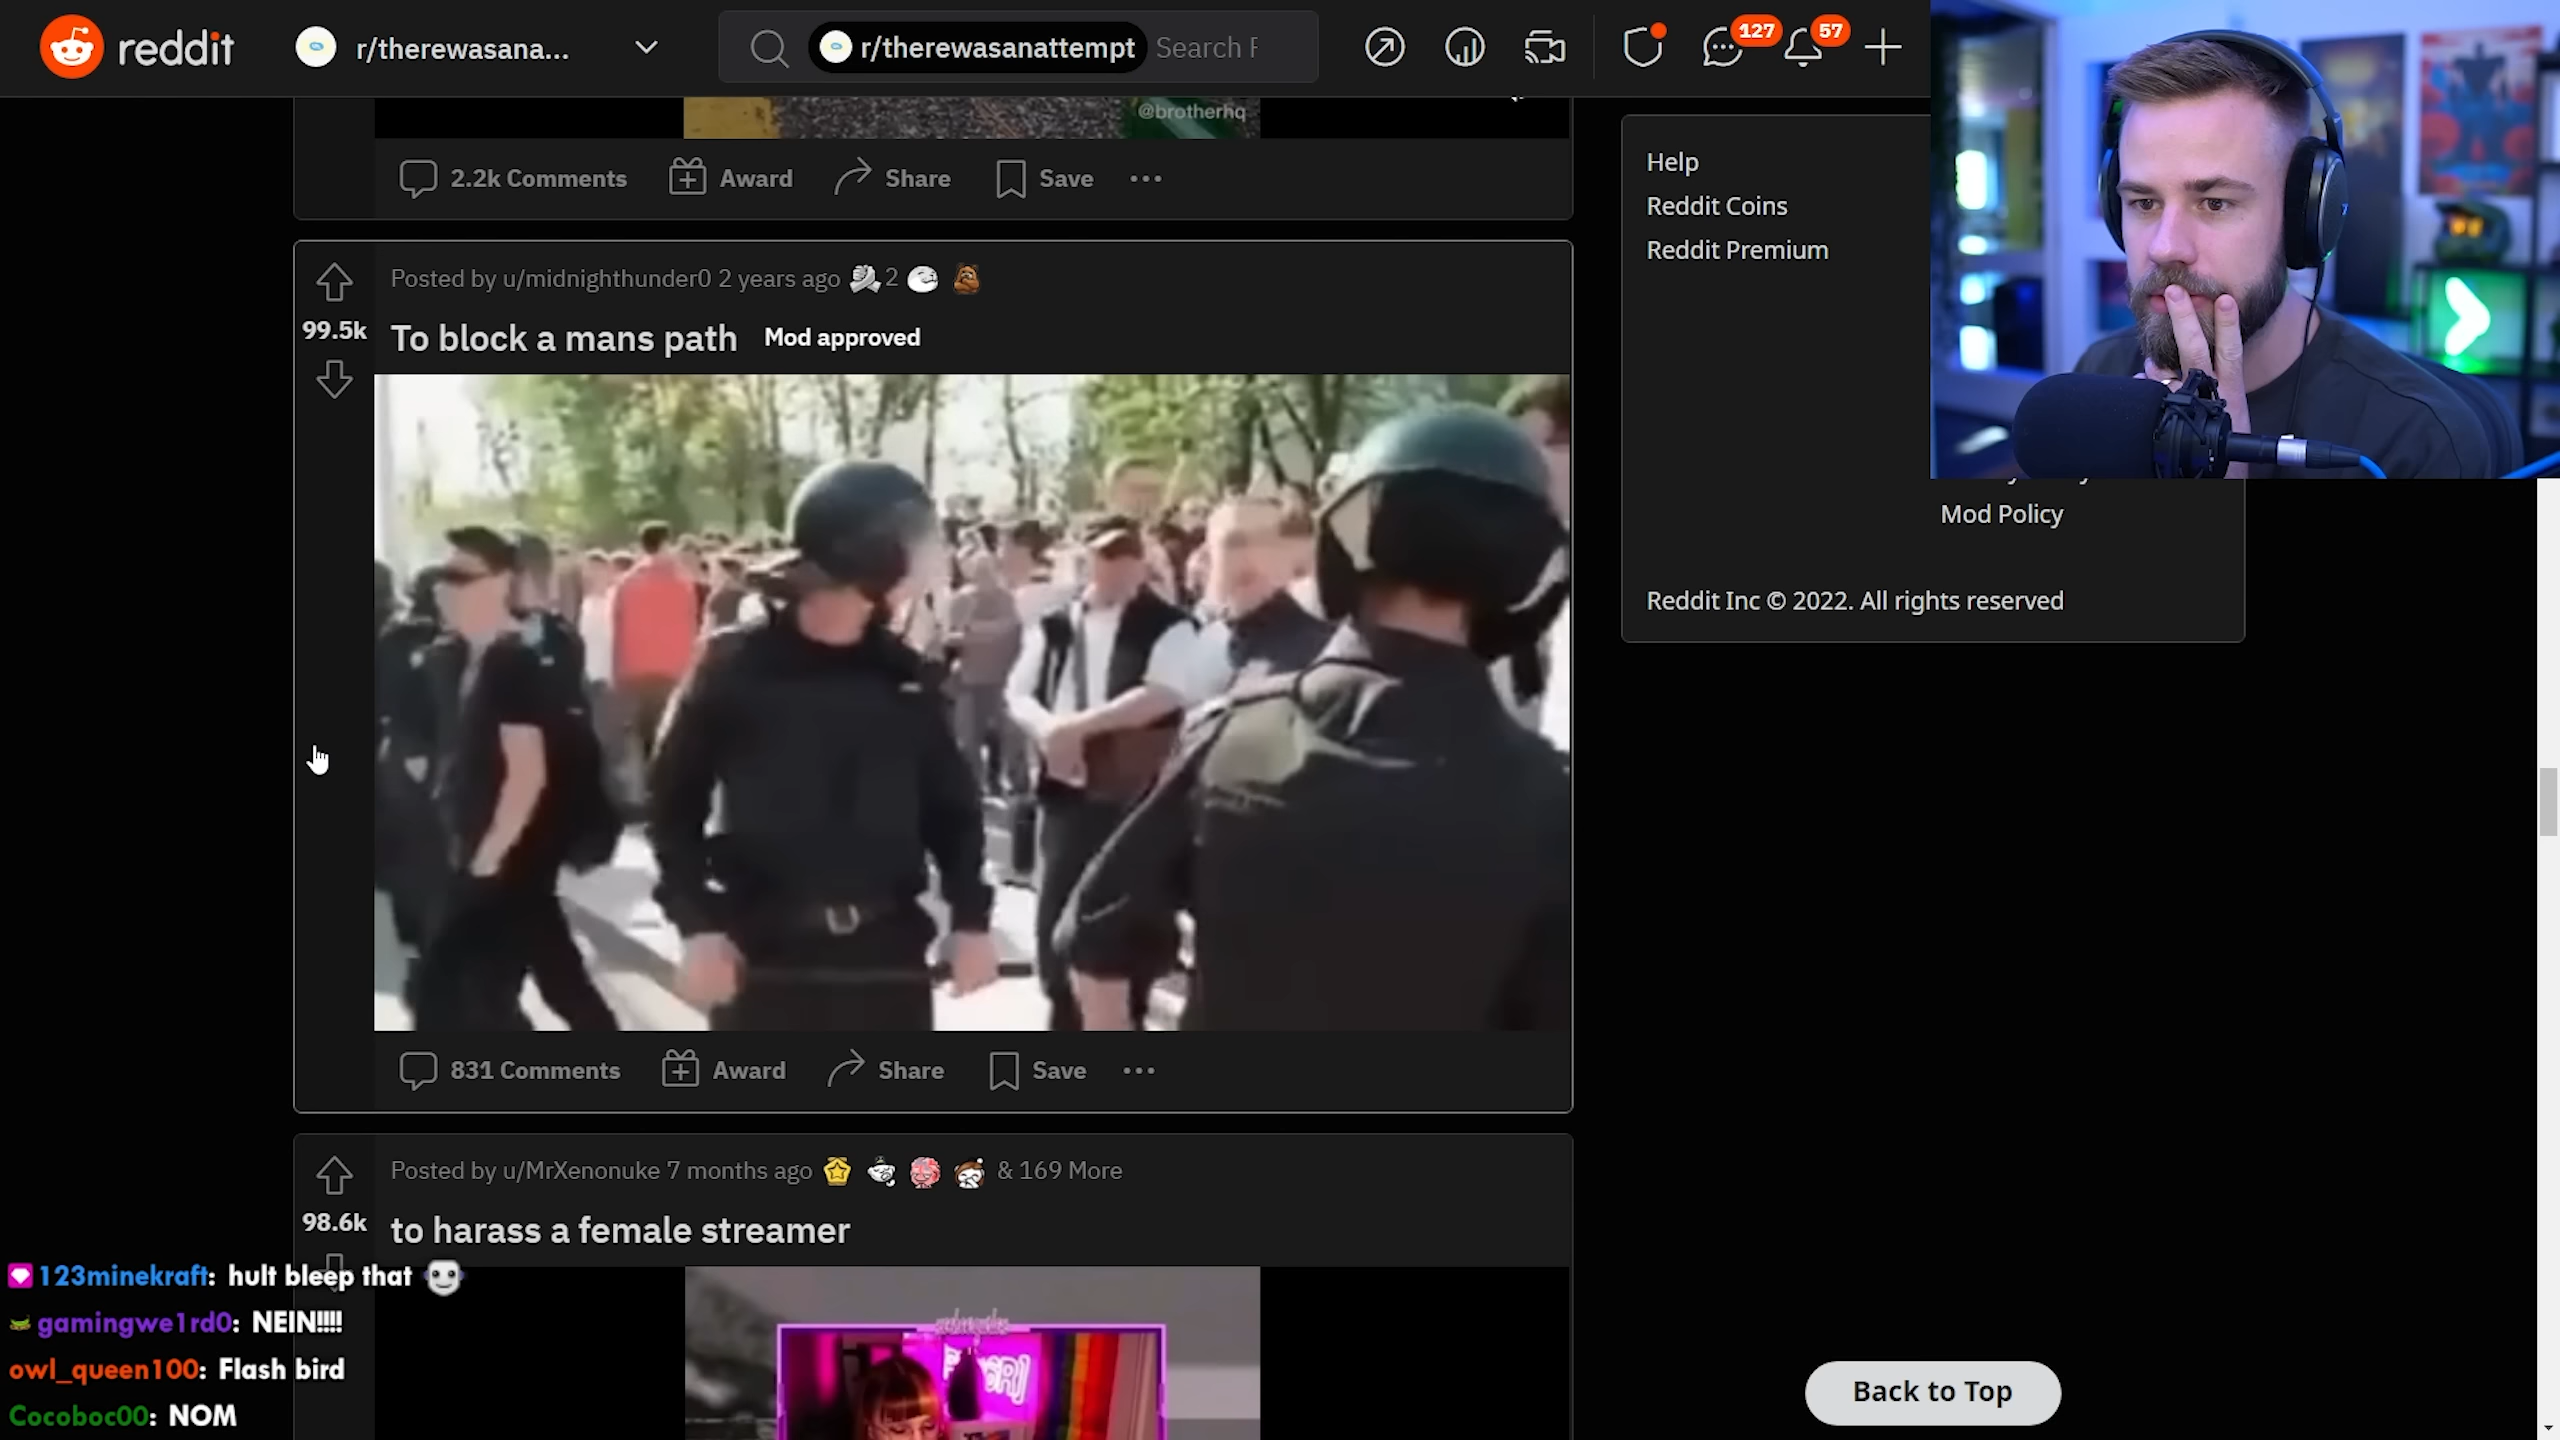 reddit
r/therewasana...
r/therewasanattempt Search
127
57
@brotherhq
2.2k Comments
Award
Share
Save
Help
Reddit Coins
Reddit Premium
Mod Policy
Reddit Inc © 2022. All rights reserved
Posted by u/midnighthunder0 2 years ago 2
99.5k
To block a mans path Mod approved
831 Comments
Award
Share
Save
Posted by u/MrXenonuke 7 months ago & 169 More
98.6k
to harass a female streamer
123minekraft: hult bleep that
gamingwe1rd0: NEIN!!!!
owl_queen100: Flash bird
Cocoboc00: NOM
Back to Top